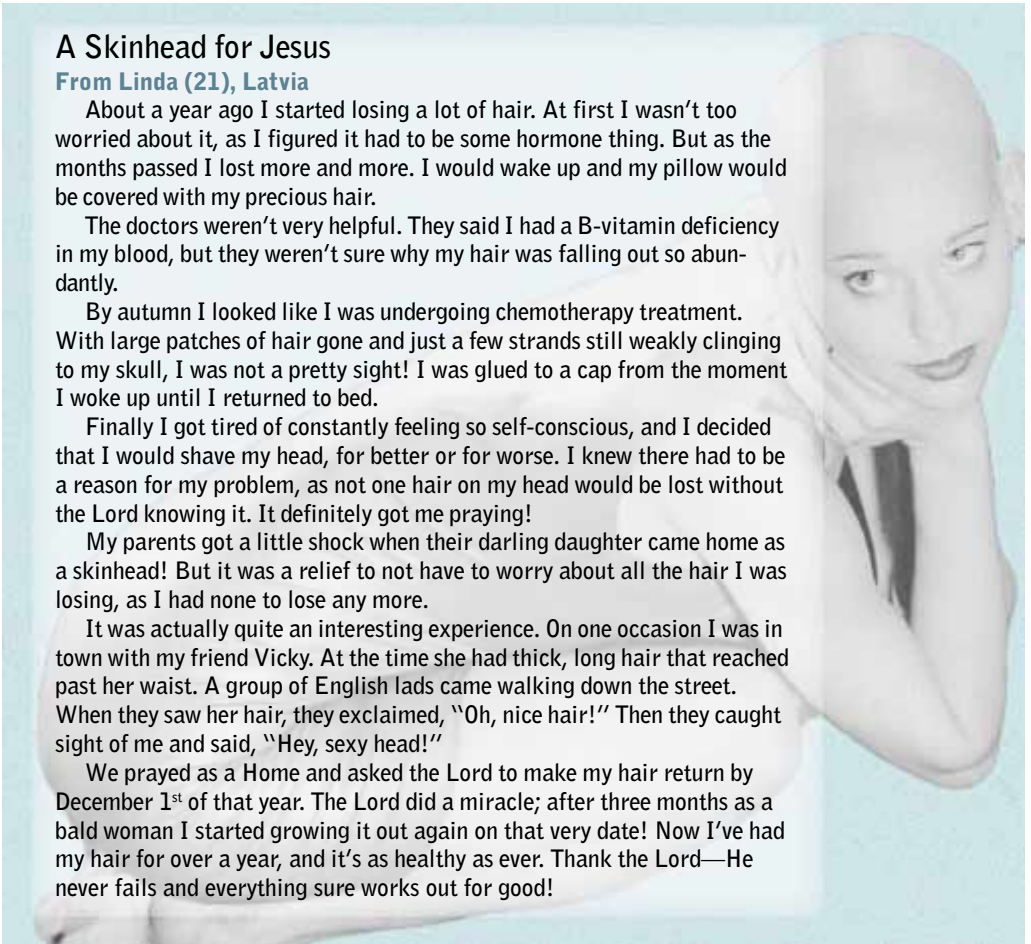 A Skinhead for Jesus
From Linda (21), Latvia
About a year ago I started losing a lot of hair. At first I wasn't too
worried about it, as I figured it had to be some hormone thing. But as the
months passed I lost more and more. I would wake up and my pillow would
be covered with my precious hair.
The doctors weren't very helpful. They said I had a B-vitamin deficiency
in my blood, but they weren't sure why my hair was falling out so abun-
dantly.
By autumn I looked like I was undergoing chemotherapy treatment.
With large patches of hair gone and just a few strands still weakly clinging
to my skull, I was not a pretty sight! I was glued to a cap from the moment
I woke up until I returned to bed.
Finally I got tired of constantly feeling so self-conscious, and I decided
that I would shave my head, for better or for worse. I knew there had to be
a reason for my problem, as not one hair on my head would be lost without
the Lord knowing it. It definitely got me praying!
My parents got a little shock when their darling daughter came home as
a skinhead! But it was a relief to not have to worry about all the hair I was
losing, as I had none to lose any more.
It was actually quite an interesting experience. On one occasion I was in
town with my friend Vicky. At the time she had thick, long hair that reached
past her waist. A group of English lads came walking down the street.
When they saw her hair, they exclaimed, "Oh, nice hair!" Then they caught
sight of me and said, "Hey, sexy head!"
We prayed as a Home and asked the Lord to make my hair return by
December 1st of that year. The Lord did a miracle; after three months as a
bald woman I started growing it out again on that very date! Now I've had
my hair for over a year, and it's as healthy as ever. Thank the Lord—He
never fails and everything sure works out for good!